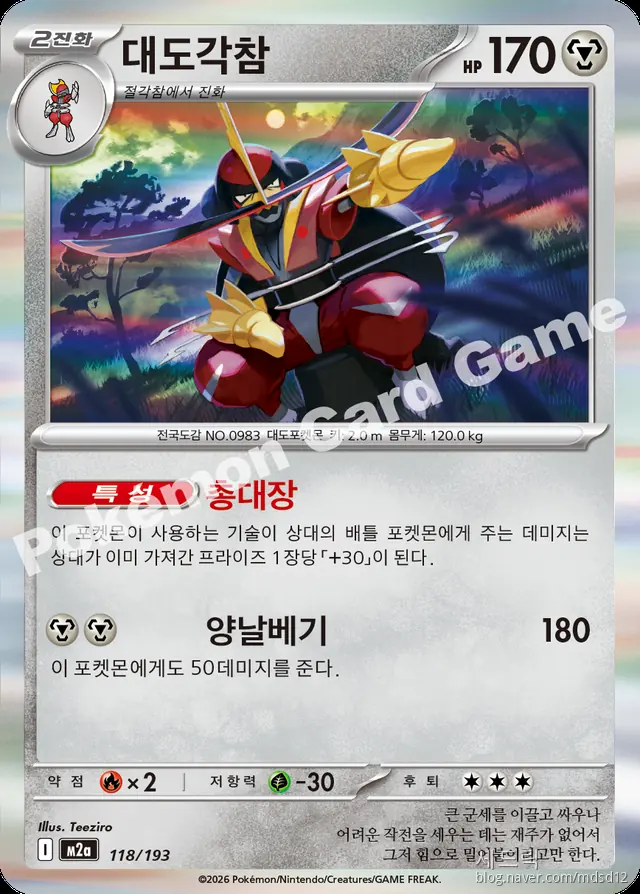 2진화
대도각참
HP 170
절각참에서 진화
전국도감 NO.0983 대도포켓몬 키: 2.0 m 몸무게: 120.0 kg
특성 총대장
이 포켓몬이 사용하는 기술이 상대의 배틀 포켓몬에게 주는 데미지는
상대가 이미 가져간 프라이즈 1장당 「+30」이 된다.
양날베기 180
이 포켓몬에게도 50데미지를 준다.
약점 ×2 저항력 -30 후퇴
Illus. Teeziro
I M2a 118/193
큰 군세를 이끌고 싸우나
어려운 작전을 세우는 데는 재주가 없어서
그저 힘으로 밀어붙이려고만 한다.
©2026 Pokémon/Nintendo/Creatures/GAME FREAK.
Pokémon Card Game
blog.naver.com/mdsd12